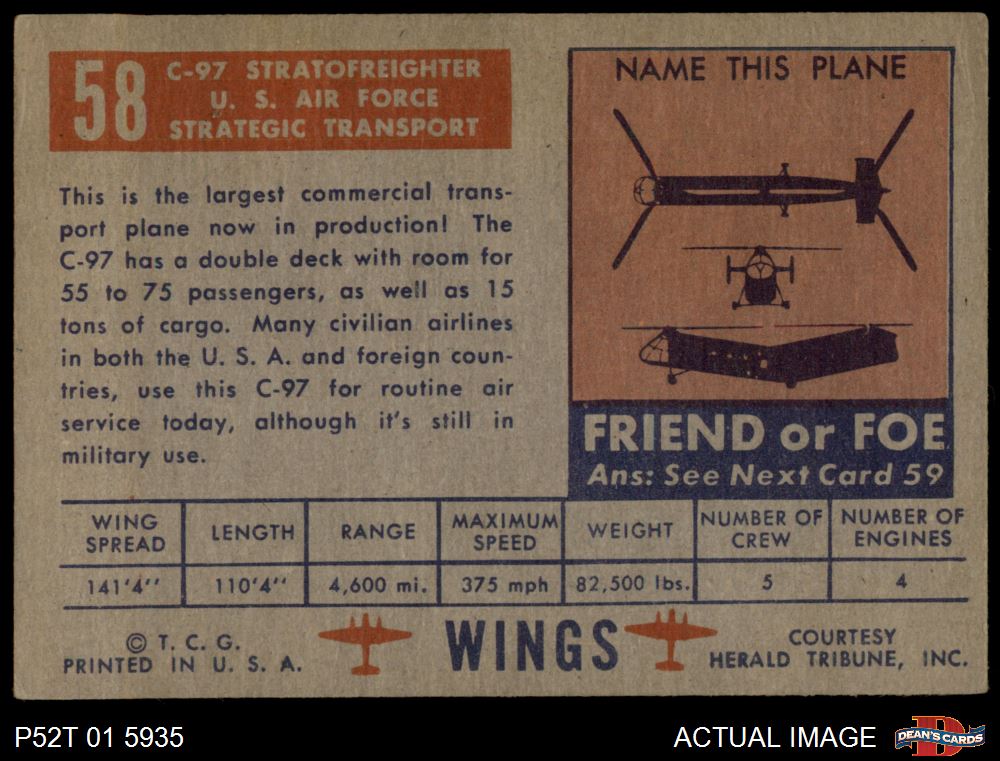 58
C-97 STRATOFREIGHTER
U. S. AIR FORCE
STRATEGIC TRANSPORT
This is the largest commercial trans-
port plane now in production! The
C-97 has a double deck with room for
55 to 75 passengers, as well as 15
tons of cargo. Many civilian airlines
in both the U. S. A. and foreign coun-
tries, use this C-97 for routine air
service today, although it's still in
military use.
NAME THIS PLANE
FRIEND or FOE
Ans: See Next Card 59
WING SPREAD LENGTH RANGE MAXIMUM SPEED WEIGHT NUMBER OF CREW NUMBER OF ENGINES
141'4'' 110'4'' 4,600 mi. 375 mph 82,500 lbs. 5 4
© T. C. G.
PRINTED IN U. S. A.
WINGS
COURTESY
HERALD TRIBUNE, INC.
P52T 01 5935
ACTUAL IMAGE
D
DEAN'S CARDS